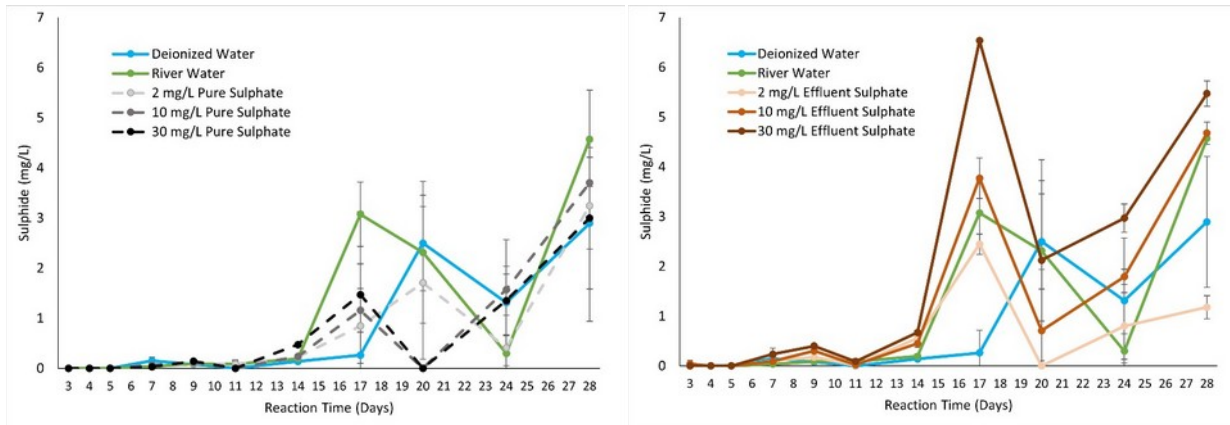 7
6
5
4
3
2
1
0
Sulphide (mg/L)
Deionized Water
River Water
2 mg/L Pure Sulphate
10 mg/L Pure Sulphate
30 mg/L Pure Sulphate
3 4 5 6 7 8 9 10 11 12 13 14 15 16 17 18 19 20 21 22 23 24 25 26 27 28
Reaction Time (Days)
7
6
5
4
3
2
1
0
Sulphide (mg/L)
Deionized Water
River Water
2 mg/L Effluent Sulphate
10 mg/L Effluent Sulphate
30 mg/L Effluent Sulphate
3 4 5 6 7 8 9 10 11 12 13 14 15 16 17 18 19 20 21 22 23 24 25 26 27 28
Reaction Time (Days)